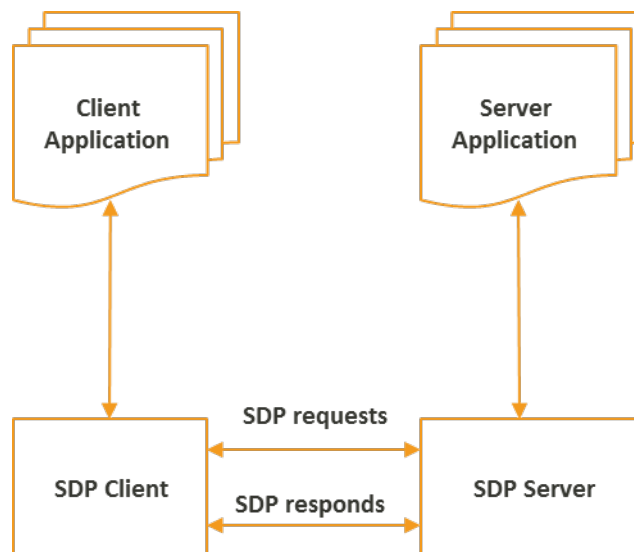 Client
Application
Server
Application
SDP requests
SDP Client
SDP Server
SDP responds